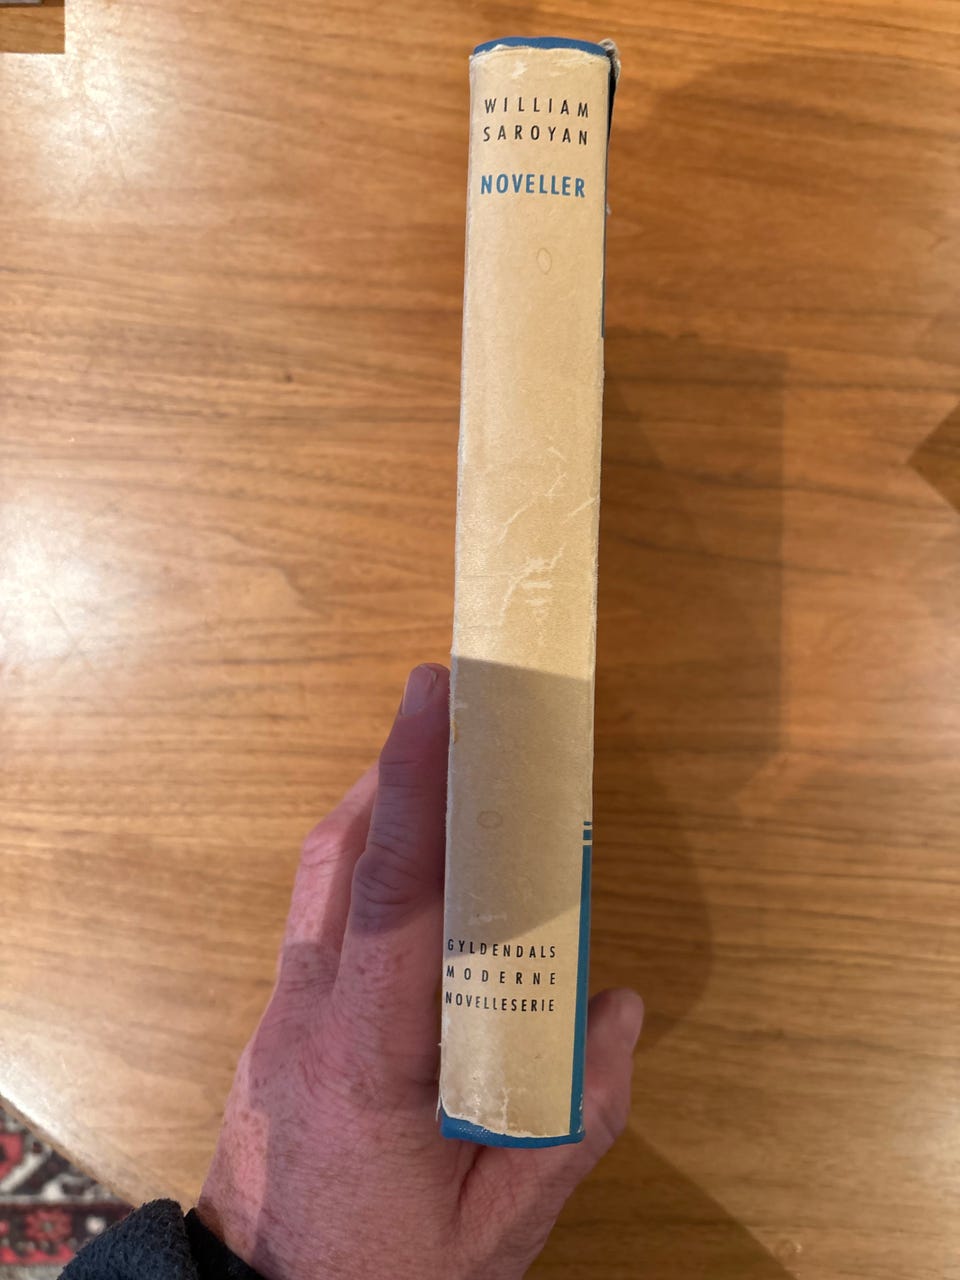 WILLIAM
SAROYAN
NOVELLER
GYLDENDALS
MODERNE
NOVELLESERIE